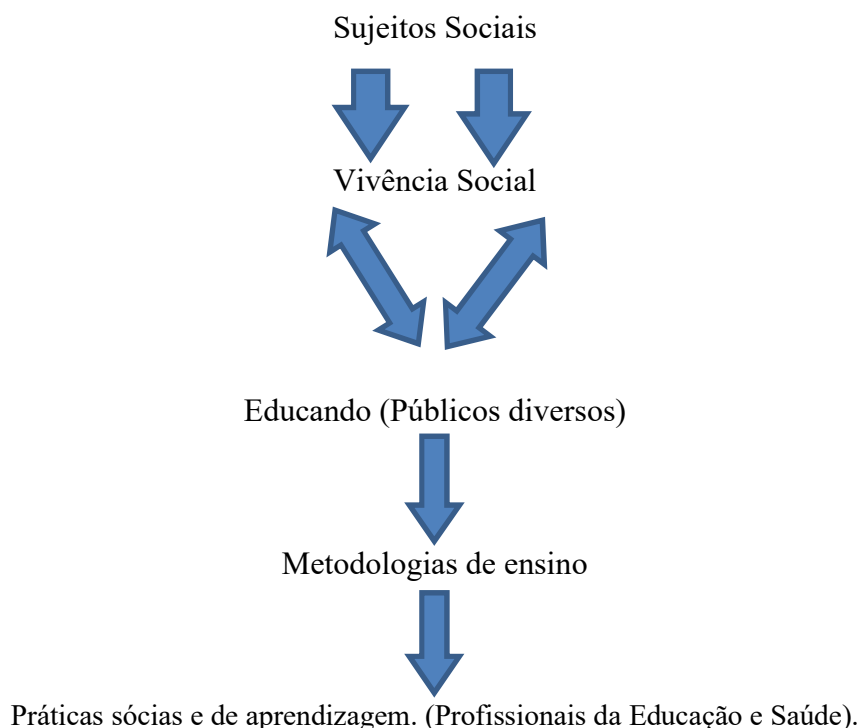 Sujeitos Sociais
Vivência Social
Educando (Públicos diversos)
Metodologias de ensino
Práticas sócias e de aprendizagem. (Profissionais da Educação e Saúde).